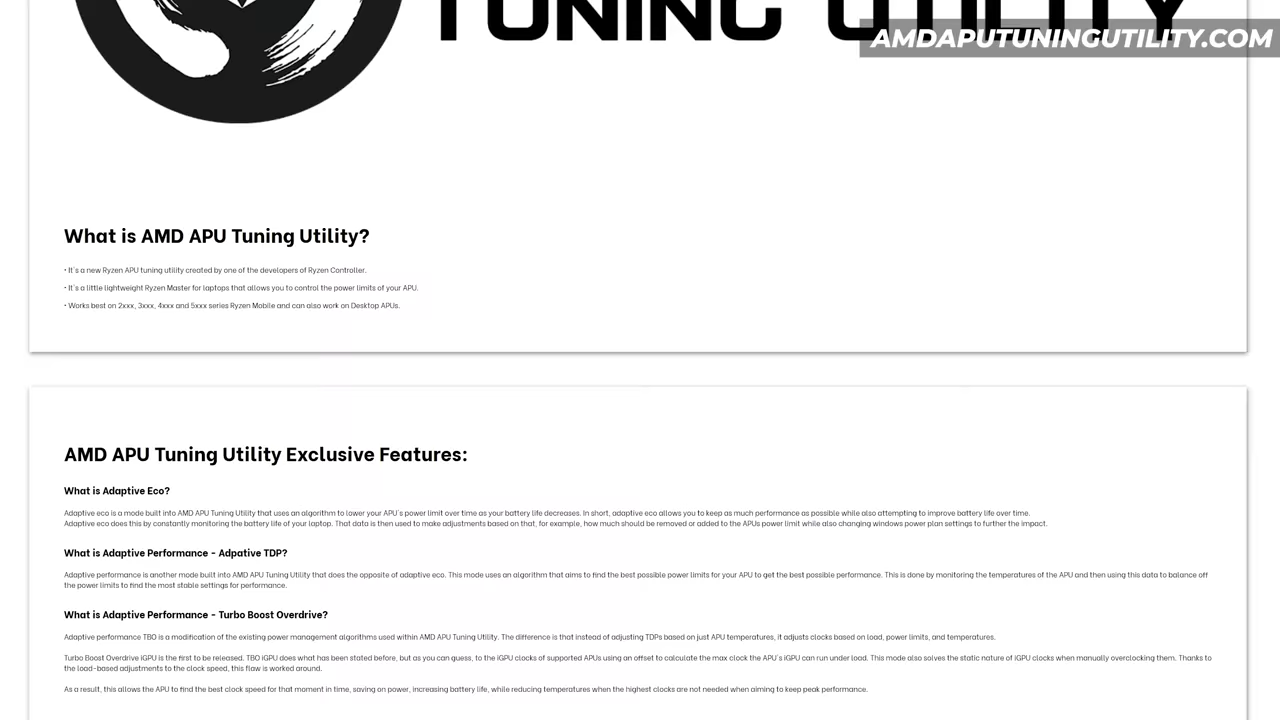 TUNING UTILITY
AMDAPUTUNINGUTILITY.COM
What is AMD APU Tuning Utility?
• It's a new Ryzen APU tuning utility created by one of the developers of Ryzen Controller.
• It's a little lightweight Ryzen Master for laptops that allows you to control the power limits of your APU.
• Works best on 2xxx, 3xxx, 4xxx and 5xxx series Ryzen Mobile and can also work on Desktop APUs.
AMD APU Tuning Utility Exclusive Features:
What is Adaptive Eco?
Adaptive eco is a mode built into AMD APU Tuning Utility that uses an algorithm to lower your APU's power limit over time as your battery life decreases. In short, adaptive eco allows you to keep as much performance as possible while also attempting to improve battery life over time.
Adaptive eco does this by constantly monitoring the battery life of your laptop. That data is then used to make adjustments based on that, for example, how much should be removed or added to the APUs power limit while also changing windows power plan settings to further the impact.
What is Adaptive Performance - Adpative TDP?
Adaptive performance is another mode built into AMD APU Tuning Utility that does the opposite of adaptive eco. This mode uses an algorithm that aims to find the best possible power limits for your APU to get the best possible performance. This is done by monitoring the temperatures of the APU and then using this data to balance off
the power limits to find the most stable settings for performance.
What is Adaptive Performance - Turbo Boost Overdrive?
Adaptive performance TBO is a modification of the existing power management algorithms used within AMD APU Tuning Utility. The difference is that instead of adjusting TDPs based on just APU temperatures, it adjusts clocks based on load, power limits, and temperatures.
Turbo Boost Overdrive iGPU is the first to be released. TBO iGPU does what has been stated before, but as you can guess, to the iGPU clocks of supported APUs using an offset to calculate the max clock the APU's iGPU can run under load. This mode also solves the static nature of iGPU clocks when manually overclocking them. Thanks to
the load-based adjustments to the clock speed, this flaw is worked around.
As a result, this allows the APU to find the best clock speed for that moment in time, saving on power, increasing battery life, while reducing temperatures when the highest clocks are not needed when aiming to keep peak performance.